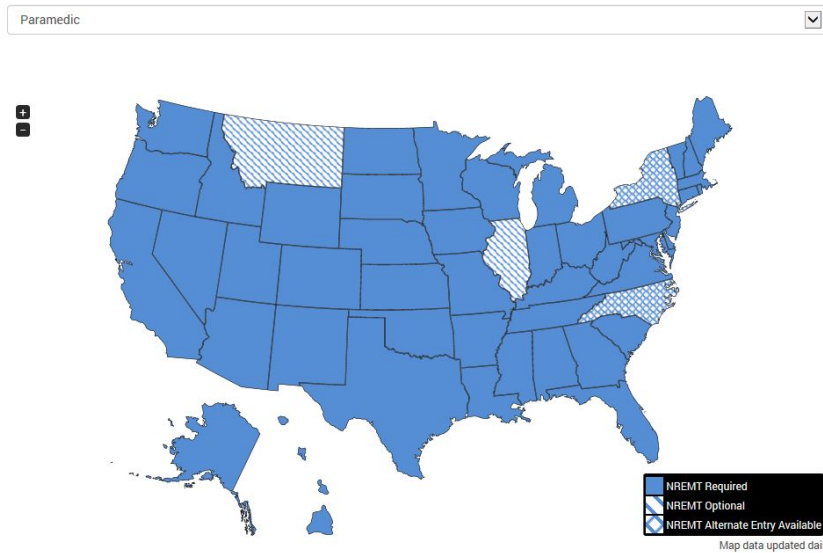 Paramedic
+
-
NREMT Required
NREMT Optional
NREMT Alternate Entry Available
Map data updated dai